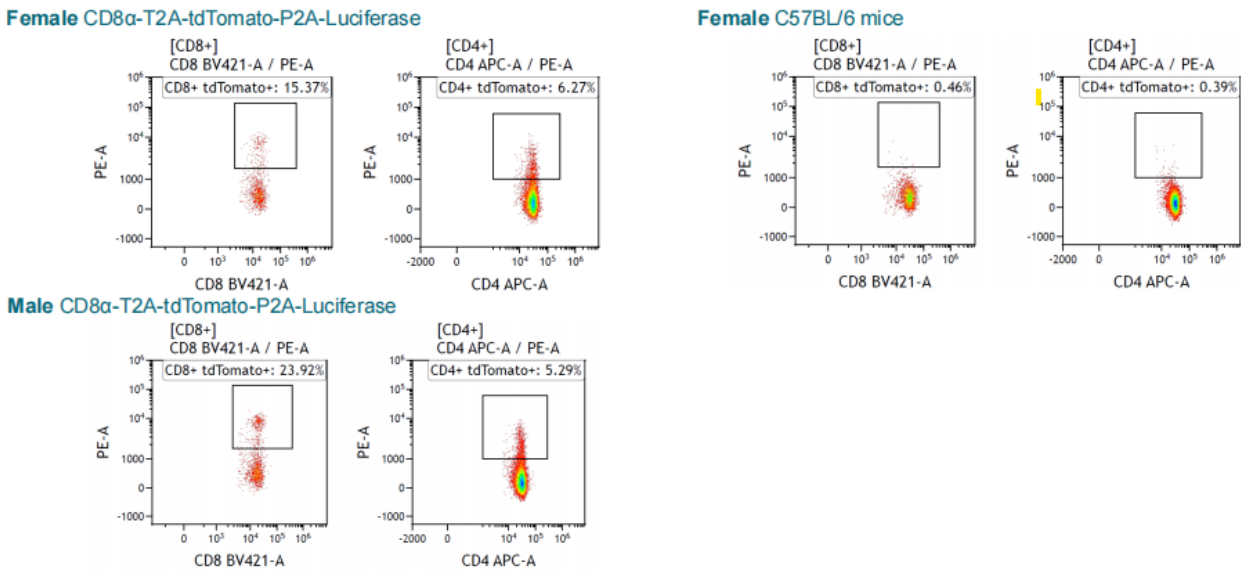 Female CD8α-T2A-tdTomato-P2A-Luciferase
[CD8+]
CD8 BV421-A / PE-A
CD8+ tdTomato+: 15.37%
10⁶
10⁵
10⁴
1000
0
-1000
PE-A
0 10³ 10⁴ 10⁵ 10⁶
CD8 BV421-A
[CD4+]
CD4 APC-A / PE-A
CD4+ tdTomato+: 6.27%
10⁶
10⁵
10⁴
1000
0
-1000
PE-A
-2000 0 10⁴ 10⁵ 10⁶
CD4 APC-A
Female C57BL/6 mice
[CD8+]
CD8 BV421-A / PE-A
CD8+ tdTomato+: 0.46%
10⁶
10⁵
10⁴
1000
0
-1000
PE-A
0 10³ 10⁴ 10⁵ 10⁶
CD8 BV421-A
[CD4+]
CD4 APC-A / PE-A
CD4+ tdTomato+: 0.39%
10⁶
10⁵
10⁴
1000
0
-1000
PE-A
-2000 0 10⁴ 10⁵ 10⁶
CD4 APC-A
Male CD8α-T2A-tdTomato-P2A-Luciferase
[CD8+]
CD8 BV421-A / PE-A
CD8+ tdTomato+: 23.92%
10⁶
10⁵
10⁴
1000
0
-1000
PE-A
0 10³ 10⁴ 10⁵ 10⁶
CD8 BV421-A
[CD4+]
CD4 APC-A / PE-A
CD4+ tdTomato+: 5.29%
10⁶
10⁵
10⁴
1000
0
-1000
PE-A
-2000 0 10⁴ 10⁵ 10⁶
CD4 APC-A